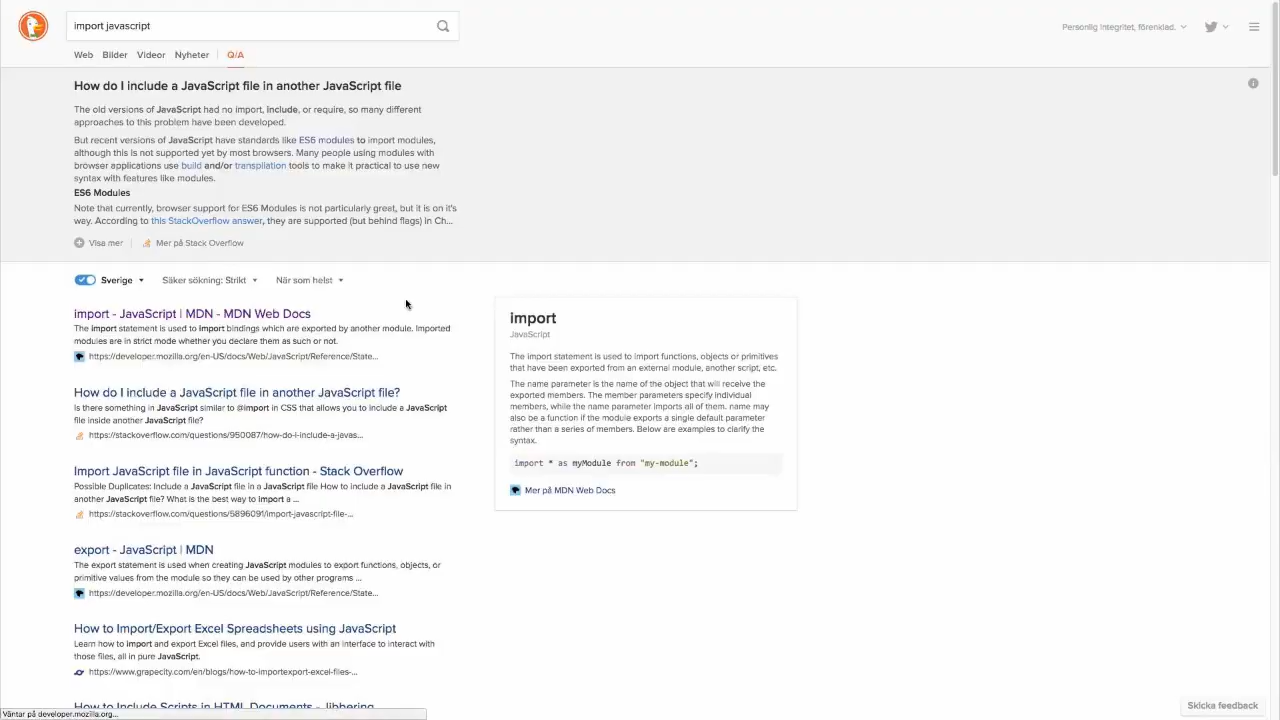 import javascript
Personlig integritet, förenklad.
Web Bilder Videor Nyheter Q/A
How do I include a JavaScript file in another JavaScript file
The old versions of JavaScript had no import, include, or require, so many different
approaches to this problem have been developed.
But recent versions of JavaScript have standards like ES6 modules to import modules,
although this is not supported yet by most browsers. Many people using modules with
browser applications use build and/or transpilation tools to make it practical to use new
syntax with features like modules.
ES6 Modules
Note that currently, browser support for ES6 Modules is not particularly great, but it is on it's
way. According to this StackOverflow answer, they are supported (but behind flags) in Ch...
Visa mer Mer på Stack Overflow
Sverige Säker sökning: Strikt När som helst
import - JavaScript | MDN - MDN Web Docs
The import statement is used to import bindings which are exported by another module. Imported
modules are in strict mode whether you declare them as such or not.
https://developer.mozilla.org/en-US/docs/Web/JavaScript/Reference/State...
How do I include a JavaScript file in another JavaScript file?
Is there something in JavaScript similar to @import in CSS that allows you to include a JavaScript
file inside another JavaScript file?
https://stackoverflow.com/questions/950087/how-do-i-include-a-javas...
Import JavaScript file in JavaScript function - Stack Overflow
Possible Duplicates: Include a JavaScript file in a JavaScript file How to include a JavaScript file in
another JavaScript file? What is the best way to import a ...
https://stackoverflow.com/questions/5896091/import-javascript-file-...
export - JavaScript | MDN
The export statement is used when creating JavaScript modules to export functions, objects, or
primitive values from the module so they can be used by other programs ...
https://developer.mozilla.org/en-US/docs/Web/JavaScript/Reference/State...
How to Import/Export Excel Spreadsheets using JavaScript
Learn how to import and export Excel files, and provide users with an interface to interact with
those files, all in pure JavaScript.
https://www.grapecity.com/en/blogs/how-to-importexport-excel-files-...
How to Include Scripts in HTML Documents - Jibbering
import
JavaScript
The import statement is used to import functions, objects or primitives
that have been exported from an external module, another script, etc.
The name parameter is the name of the object that will receive the
exported members. The member parameters specify individual
members, while the name parameter imports all of them. name may
also be a function if the module exports a single default parameter
rather than a series of members. Below are examples to clarify the
syntax.
import * as myModule from "my-module";
Mer på MDN Web Docs
Skicka feedback
Väntar på developer.mozilla.org...